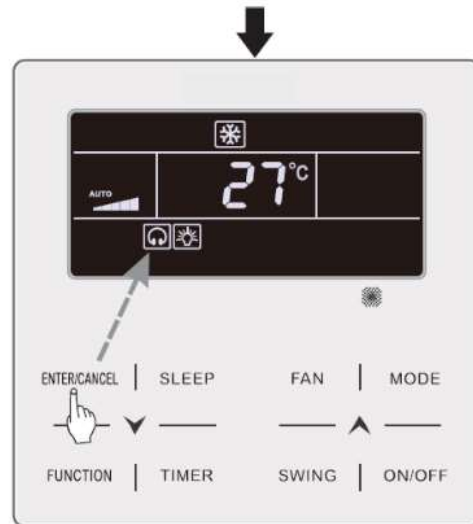 AUTO
27°C
ENTER/CANCEL SLEEP FAN MODE
FUNCTION TIMER SWING ON/OFF